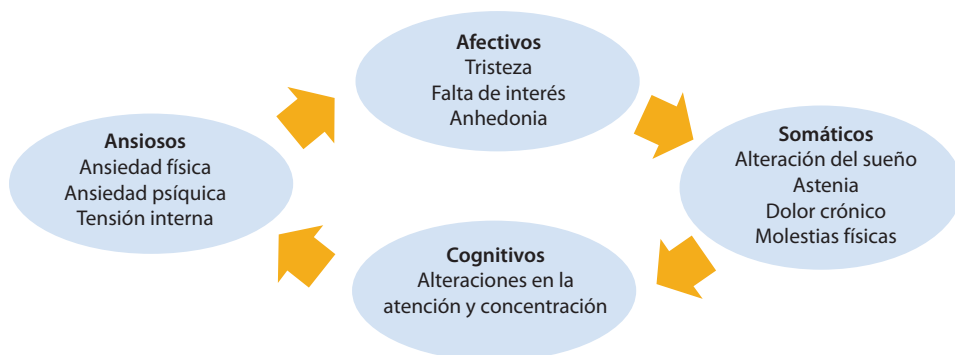 Afectivos
Tristeza
Falta de interés
Anhedonia
Ansiosos
Ansiedad física
Ansiedad psíquica
Tensión interna
Somáticos
Alteración del sueño
Astenia
Dolor crónico
Molestias físicas
Cognitivos
Alteraciones en la
atención y concentración